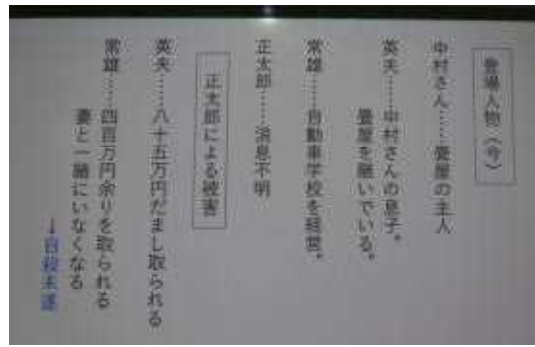 登場人物（今）
中村さん……畳屋の主人
英夫……中村さんの息子。
畳屋を継いでいる。
常雄……自動車学校を経営。
正太郎……消息不明
正太郎による被害
英夫……八十五万円だまし取られる
常雄……四百万円余りを取られる
妻と一緒にいなくなる
→自殺未遂